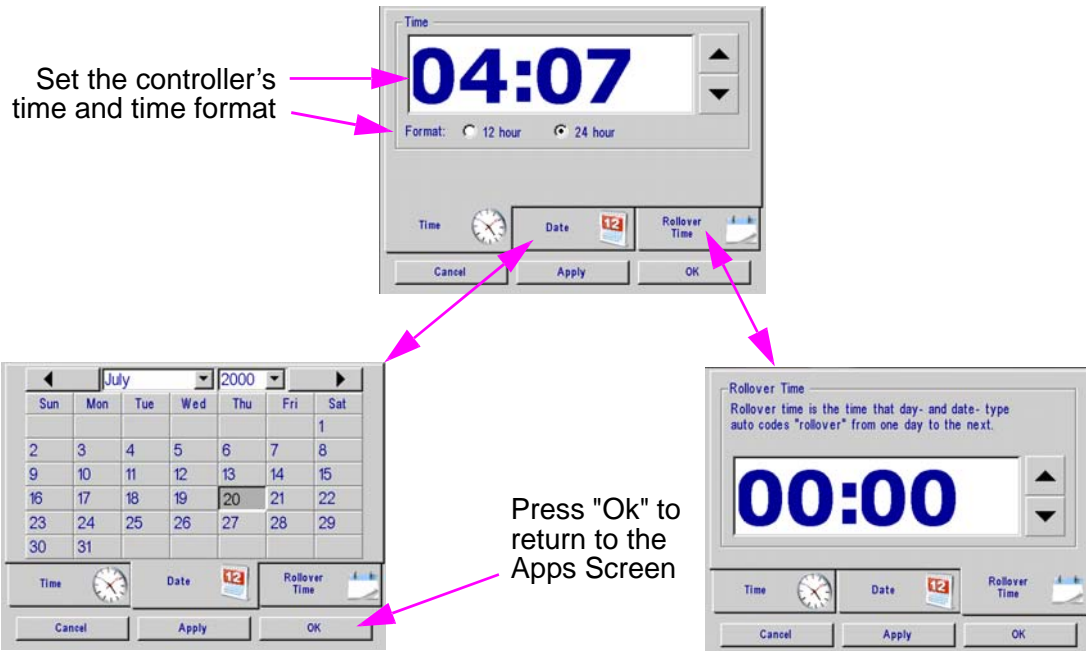 Set the controller's
time and time format
Time
04:07
Format: 12 hour 24 hour
Time Date 12 Rollover
Time
Cancel Apply OK
July 2000
Sun Mon Tue Wed Thu Fri Sat
1
2 3 4 5 6 7 8
9 10 11 12 13 14 15
16 17 18 19 20 21 22
23 24 25 26 27 28 29
30 31
Time Date 12 Rollover
Time
Cancel Apply OK
Press "Ok" to
return to the
Apps Screen
Rollover Time
Rollover time is the time that day- and date- type
auto codes "rollover" from one day to the next.
00:00
Time Date 12 Rollover
Time
Cancel Apply OK